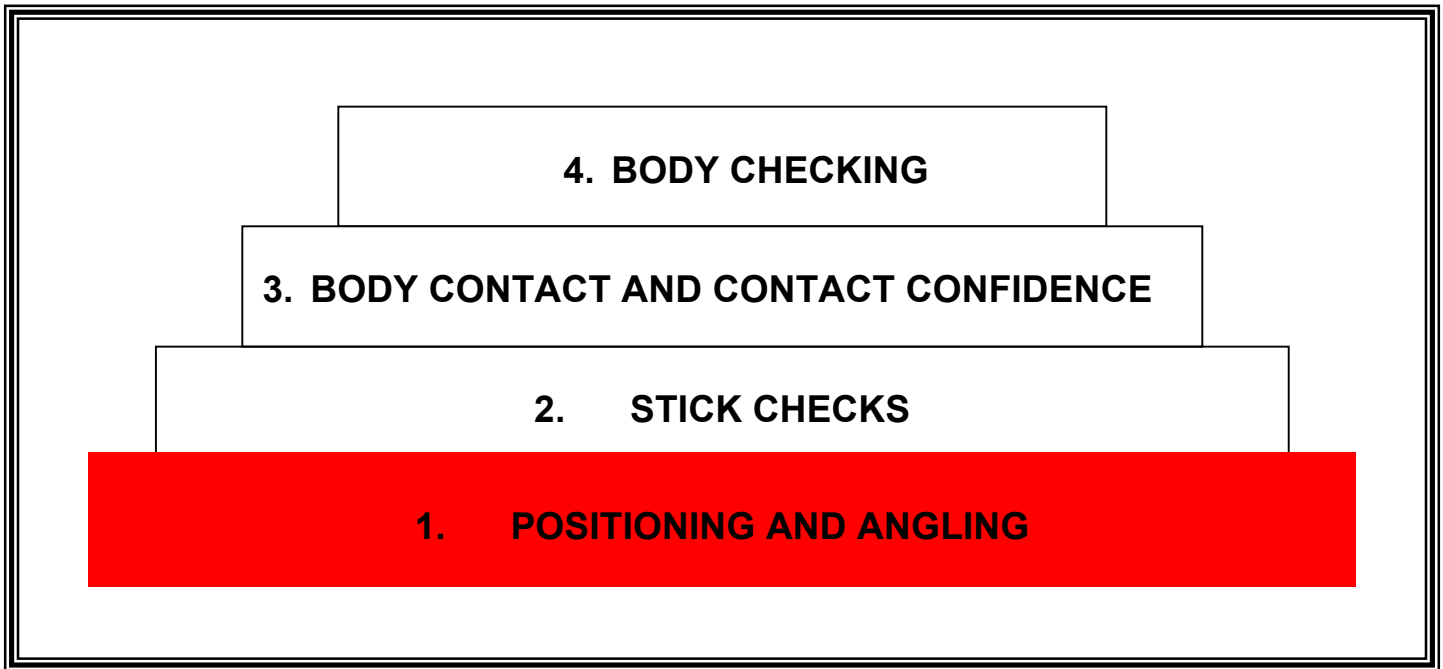 4. BODY CHECKING
3. BODY CONTACT AND CONTACT CONFIDENCE
2. STICK CHECKS
1. POSITIONING AND ANGLING